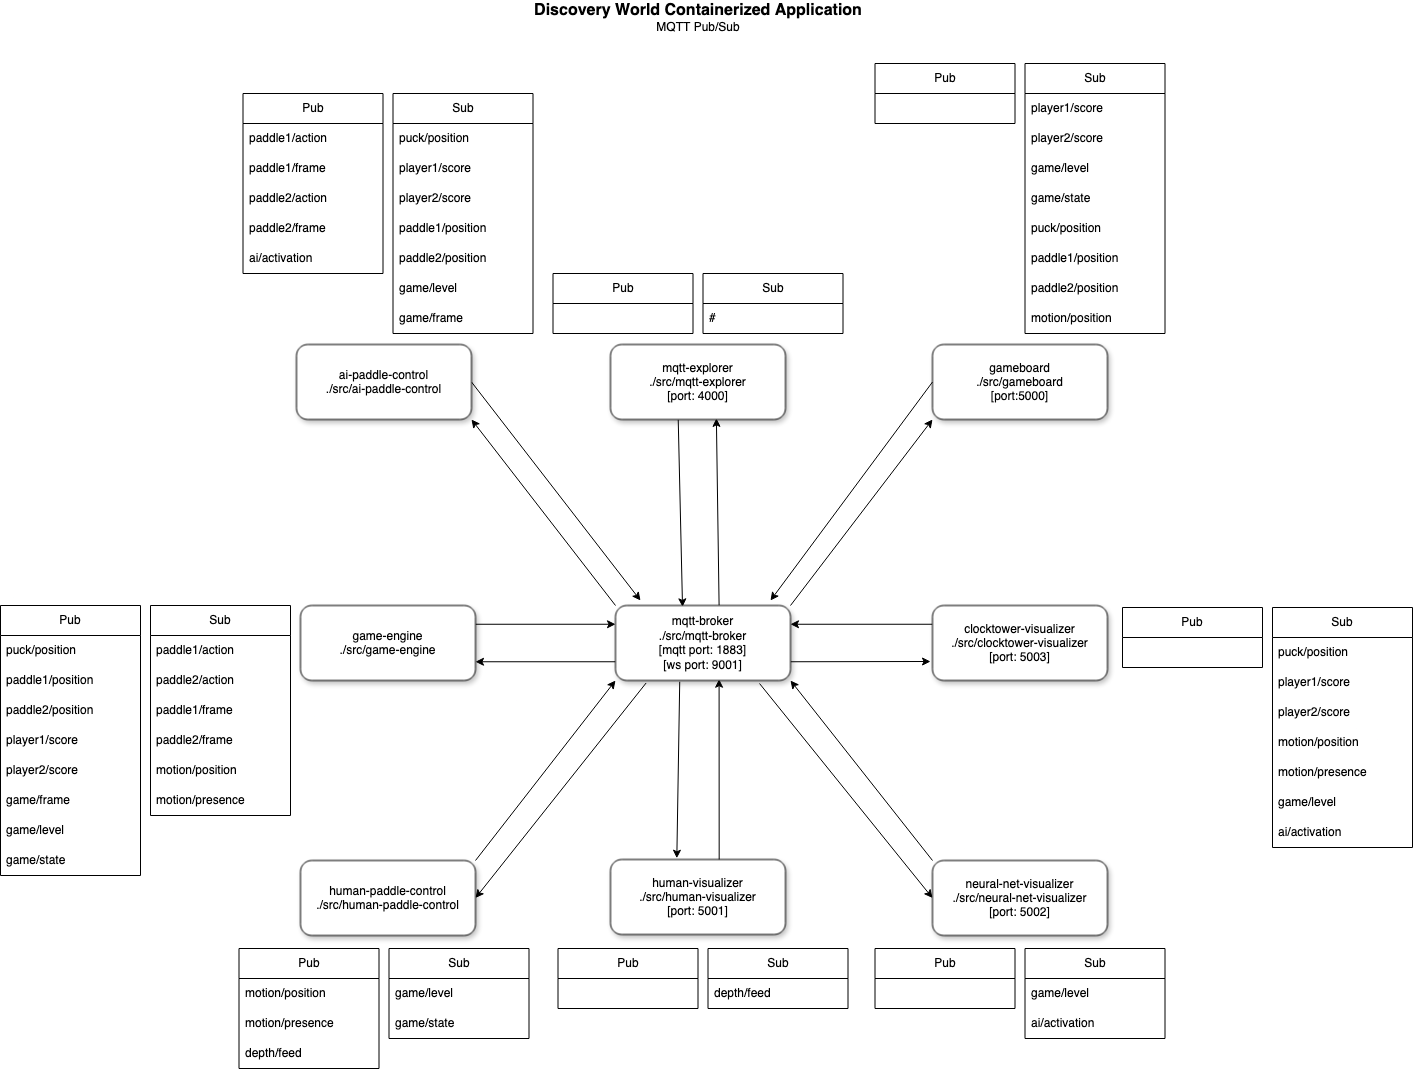 Discovery World Containerized Application
MQTT Pub/Sub
Pub
paddle1/action
paddle1/frame
paddle2/action
paddle2/frame
ai/activation
Sub
puck/position
player1/score
player2/score
paddle1/position
paddle2/position
game/level
game/frame
ai-paddle-control
./src/ai-paddle-control
Pub
Sub
#
mqtt-explorer
./src/mqtt-explorer
[port: 4000]
Pub
Sub
player1/score
player2/score
game/level
game/state
puck/position
paddle1/position
paddle2/position
motion/position
gameboard
./src/gameboard
[port:5000]
Pub
puck/position
paddle1/position
paddle2/position
player1/score
player2/score
game/frame
game/level
game/state
Sub
paddle1/action
paddle2/action
paddle1/frame
paddle2/frame
motion/position
motion/presence
game-engine
./src/game-engine
mqtt-broker
./src/mqtt-broker
[mqtt port: 1883]
[ws port: 9001]
clocktower-visualizer
./src/clocktower-visualizer
[port: 5003]
Pub
Sub
puck/position
player1/score
player2/score
motion/position
motion/presence
game/level
ai/activation
human-paddle-control
./src/human-paddle-control
Pub
motion/position
motion/presence
depth/feed
Sub
game/level
game/state
human-visualizer
./src/human-visualizer
[port: 5001]
Pub
Sub
depth/feed
neural-net-visualizer
./src/neural-net-visualizer
[port: 5002]
Pub
Sub
game/level
ai/activation